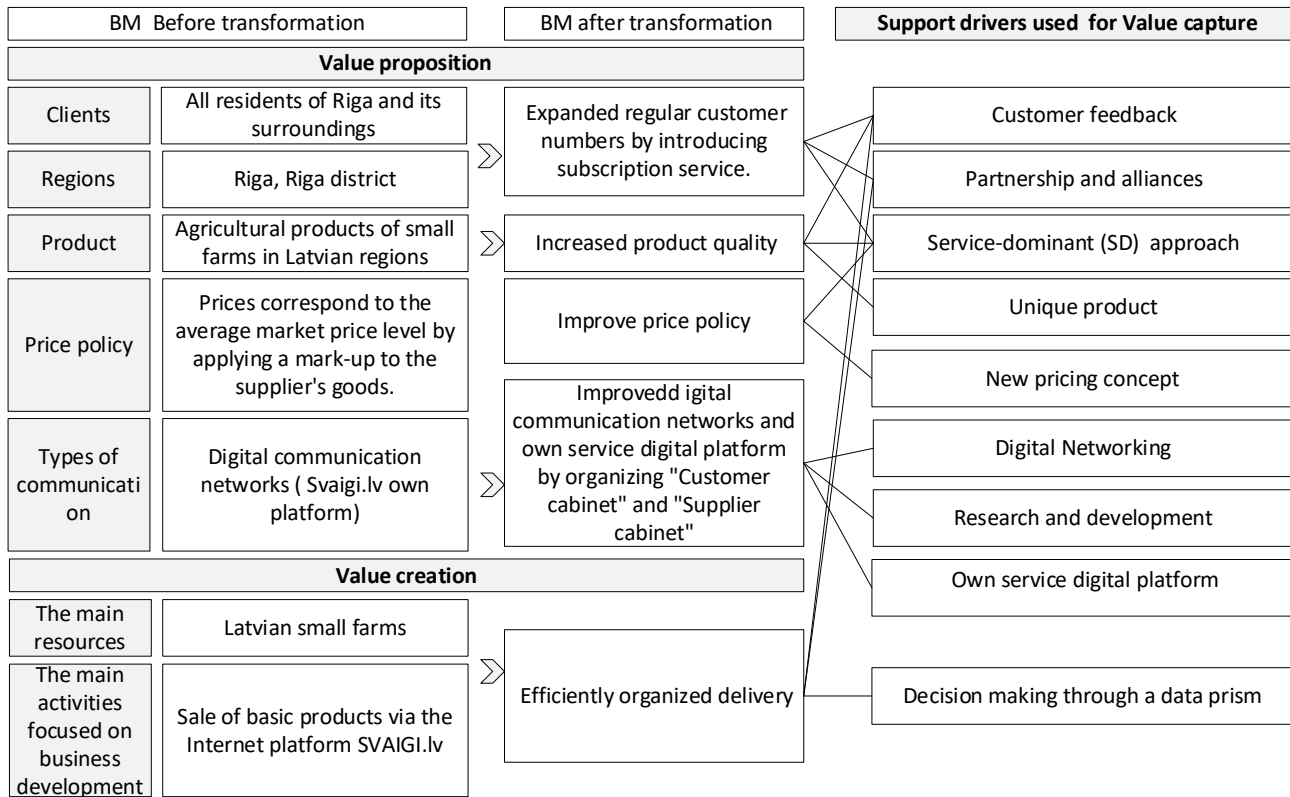 BM Before transformation
BM after transformation
Support drivers used for Value capture
Value proposition
Clients
All residents of Riga and its
surroundings
Regions
Riga, Riga district
Expanded regular customer
numbers by introducing
subscription service.
Product
Agricultural products of small
farms in Latvian regions
Increased product quality
Price policy
Prices correspond to the
average market price level by
applying a mark-up to the
supplier's goods.
Improve price policy
Types of
communicati
on
Digital communication
networks ( Svaigi.lv own
platform)
Improvedd igital
communication networks and
own service digital platform
by organizing "Customer
cabinet" and "Supplier
cabinet"
Value creation
The main
resources
Latvian small farms
The main
activities
focused on
business
development
Sale of basic products via the
Internet platform SVAIGI.lv
Efficiently organized delivery
Customer feedback
Partnership and alliances
Service-dominant (SD) approach
Unique product
New pricing concept
Digital Networking
Research and development
Own service digital platform
Decision making through a data prism